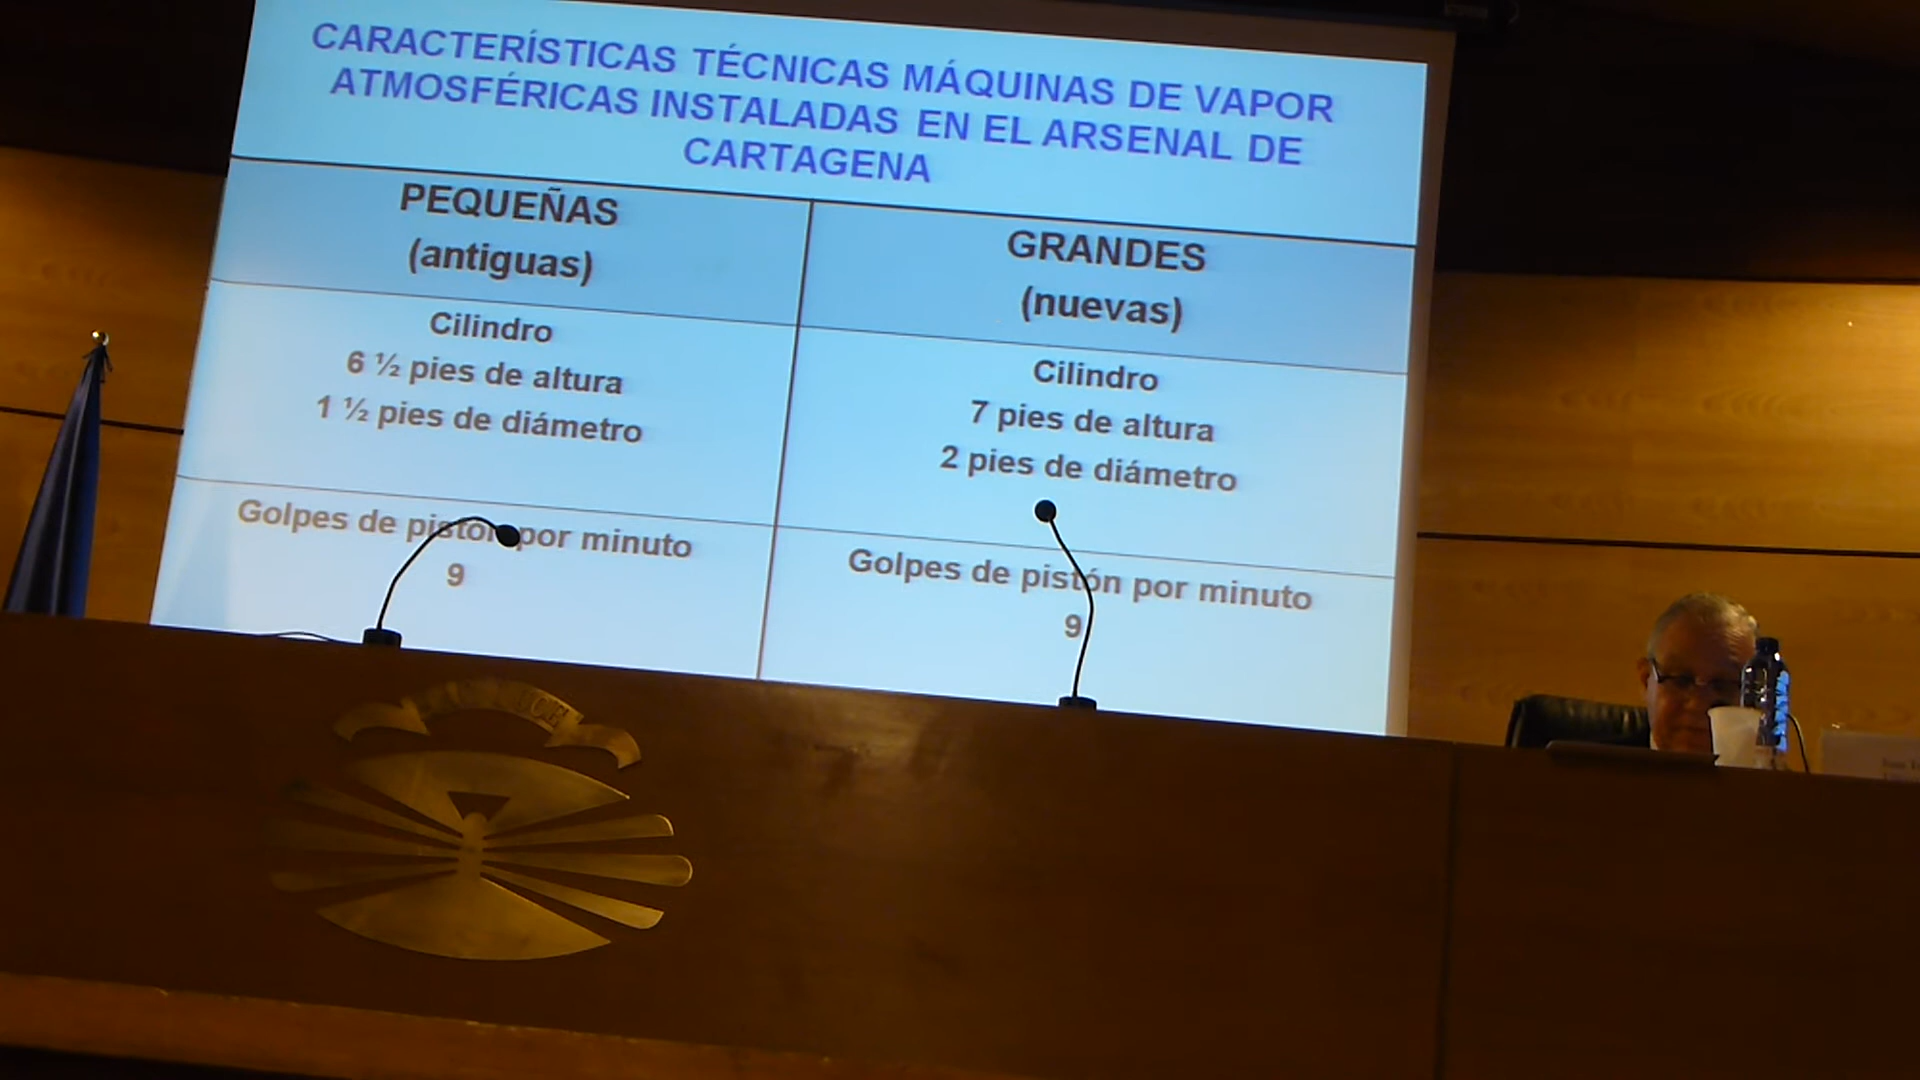 CARACTERÍSTICAS TÉCNICAS MÁQUINAS DE VAPOR
ATMOSFÉRICAS INSTALADAS EN EL ARSENAL DE
CARTAGENA
PEQUEÑAS
(antiguas)
GRANDES
(nuevas)
Cilindro
6 ½ pies de altura
1 ½ pies de diámetro
Cilindro
7 pies de altura
2 pies de diámetro
Golpes de pistón por minuto
9
Golpes de pistón por minuto
9